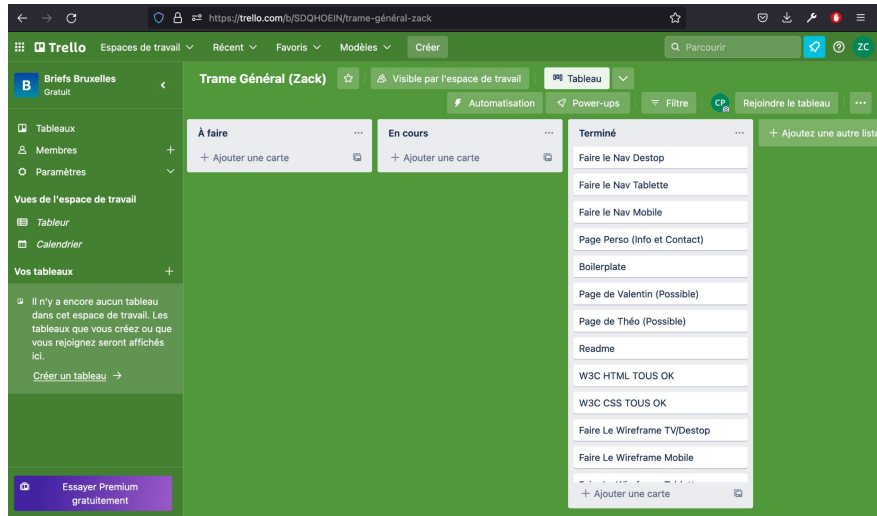 https://trello.com/b/SDQHOEIN/trame-général-zack
Trello Espaces de travail Récent Favoris Modèles Créer Parcourir ZC
B Briefs Bruxelles
Gratuit
Trame Général (Zack) Visible par l'espace de travail Tableau
Automatisation Power-ups Filtre CP Rejoindre le tableau ...
Tableaux
Membres +
Paramètres
Vues de l'espace de travail
Tableur
Calendrier
Vos tableaux +
Il n'y a encore aucun tableau
dans cet espace de travail. Les
tableaux que vous créez ou que
vous rejoignez seront affichés
ici.
Créer un tableau →
Essayer Premium
gratuitement
À faire ...
+ Ajouter une carte
En cours ...
+ Ajouter une carte
Terminé ...
Faire le Nav Destop
Faire le Nav Tablette
Faire le Nav Mobile
Page Perso (Info et Contact)
Boilerplate
Page de Valentin (Possible)
Page de Théo (Possible)
Readme
W3C HTML TOUS OK
W3C CSS TOUS OK
Faire Le Wireframe TV/Destop
Faire Le Wireframe Mobile
+ Ajouter une carte
+ Ajoutez une autre liste